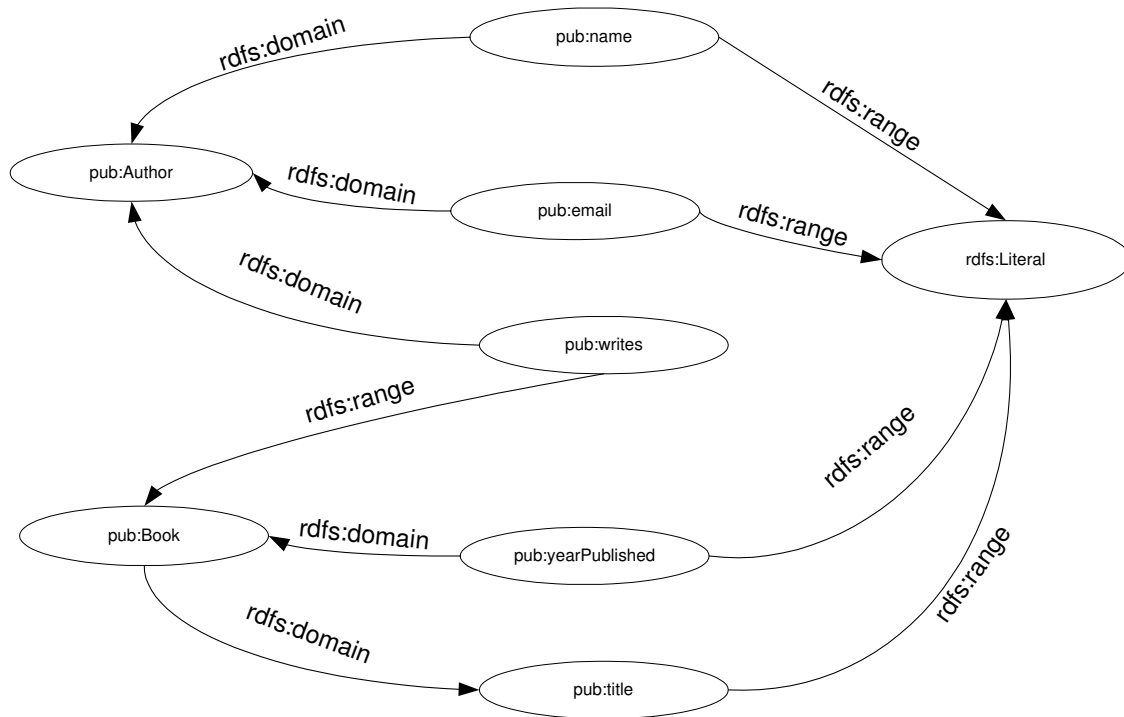 rdfs:domain
pub:name
rdfs:range
pub:Author
rdfs:domain
pub:email
rdfs:range
rdfs:Literal
rdfs:domain
pub:writes
rdfs:range
rdfs:range
pub:Book
rdfs:domain
pub:yearPublished
rdfs:range
rdfs:domain
pub:title